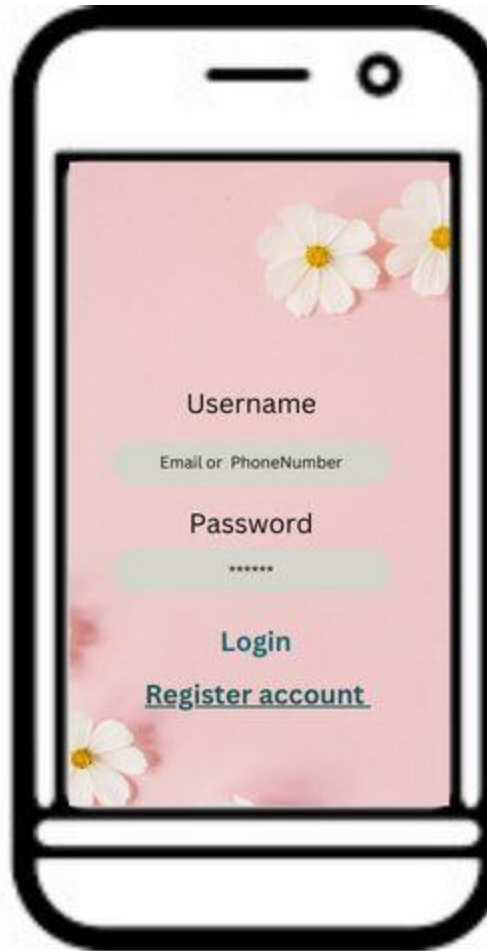 Username
Email or PhoneNumber
Password
******
Login
Register account